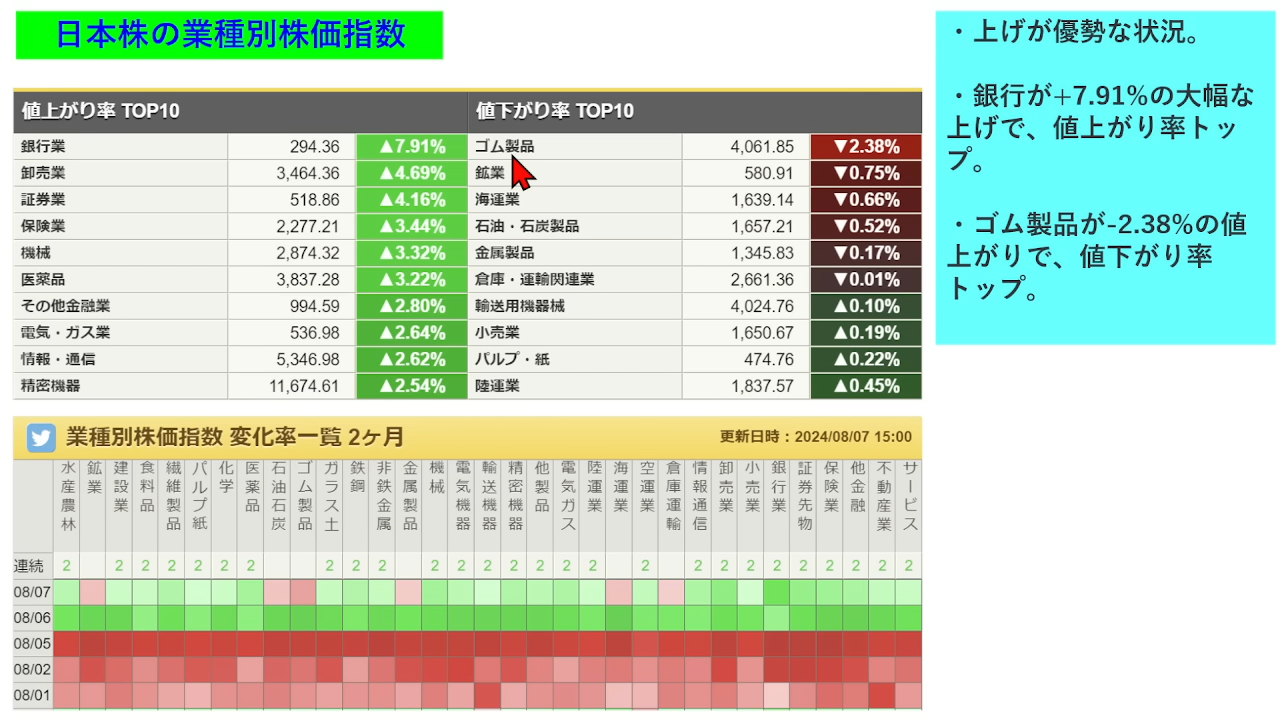 日本株の業種別株価指数
・上げが優勢な状況。
・銀行が+7.91%の大幅な
上げで、値上がり率トッ
プ。
・ゴム製品が-2.38%の値
上がりで、値下がり率
トップ。
値上がり率 TOP10 値下がり率 TOP10
銀行業 294.36 ▲7.91% ゴム製品 4,061.85 ▼2.38%
卸売業 3,464.36 ▲4.69% 鉱業 580.91 ▼0.75%
証券業 518.86 ▲4.16% 海運業 1,639.14 ▼0.66%
保険業 2,277.21 ▲3.44% 石油・石炭製品 1,657.21 ▼0.52%
機械 2,874.32 ▲3.32% 金属製品 1,345.83 ▼0.17%
医薬品 3,837.28 ▲3.22% 倉庫・運輸関連業 2,661.36 ▼0.01%
その他金融業 994.59 ▲2.80% 輸送用機器械 4,024.76 ▲0.10%
電気・ガス業 536.98 ▲2.64% 小売業 1,650.67 ▲0.19%
情報・通信 5,346.98 ▲2.62% パルプ・紙 474.76 ▲0.22%
精密機器 11,674.61 ▲2.54% 陸運業 1,837.57 ▲0.45%
業種別株価指数 変化率一覧 2ヶ月 更新日時：2024/08/07 15:00
水産農林 鉱業 建設業 食料品 繊維製品 パルプ紙 化学 医薬品 石油石炭 ゴム製品 ガラス土 鉄鋼 非鉄金属 金属製品 機械 電気機器 輸送機器 精密機器 他製品 電気ガス 陸運業 海運業 空運業 倉庫運輸 情報通信 卸売業 小売業 銀行業 証券先物 保険業 他金融 不動産業 サービス
連続 2 2 2 2 2 2 2 2 2 2 2 2 2 2 2 2 2 2 2 2 2 2 2 2 2 2 2
08/07
08/06
08/05
08/02
08/01